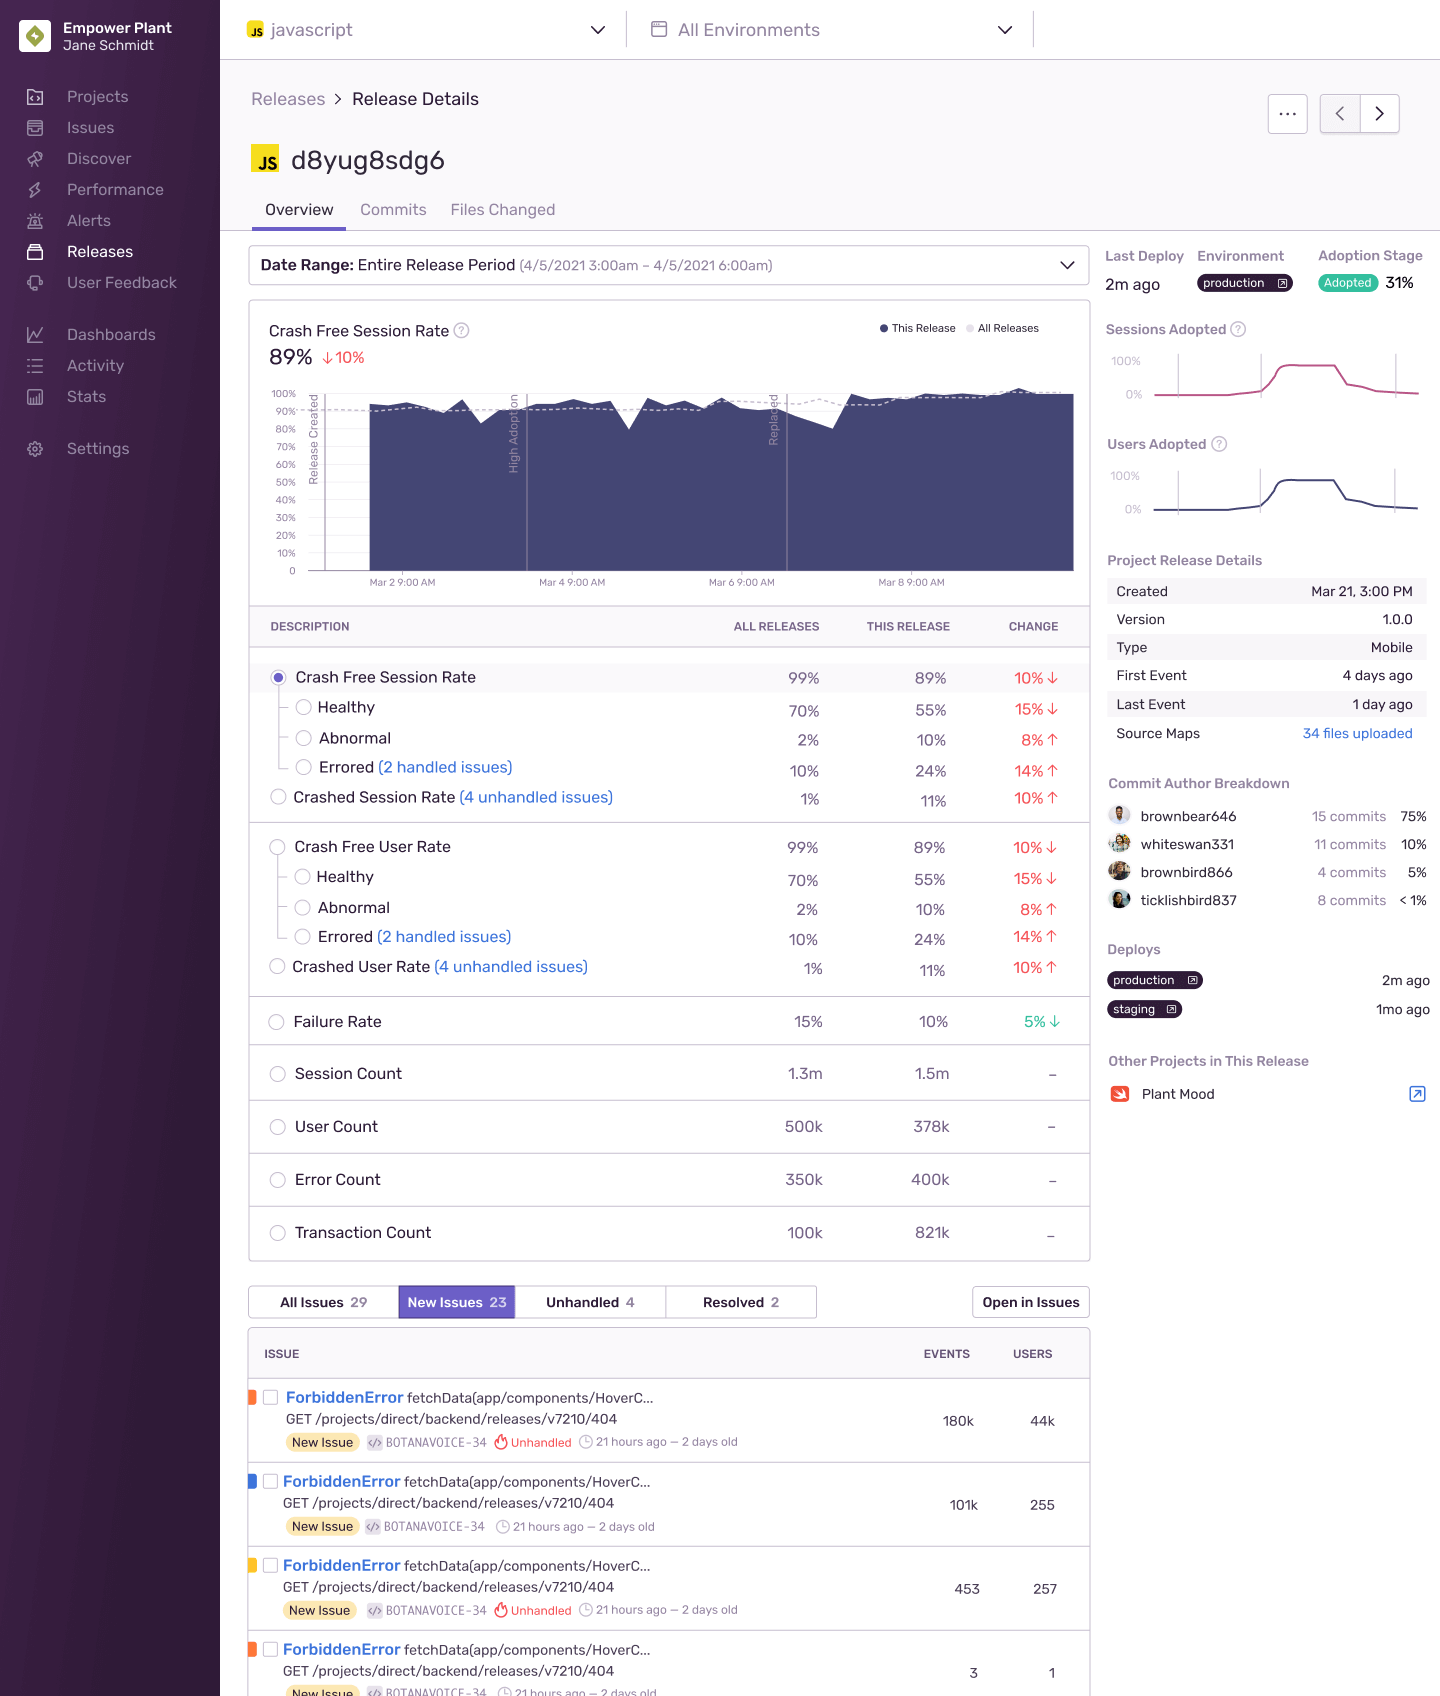 Empower Plant
Jane Schmidt
Projects
Issues
Discover
Performance
Alerts
Releases
User Feedback
Dashboards
Activity
Stats
Settings
JS javascript
All Environments
Releases > Release Details
JS d8yug8sdg6
Overview Commits Files Changed
Date Range: Entire Release Period (4/5/2021 3:00am – 4/5/2021 6:00am)
Crash Free Session Rate ?
89% ↓10%
This Release All Releases
100%
90%
80%
70%
60%
50%
40%
30%
20%
10%
0
Release Created
High Adoption
Replaced
Mar 2 9:00 AM Mar 4 9:00 AM Mar 6 9:00 AM Mar 8 9:00 AM
DESCRIPTION ALL RELEASES THIS RELEASE CHANGE
Crash Free Session Rate 99% 89% 10% ↓
Healthy 70% 55% 15% ↓
Abnormal 2% 10% 8% ↑
Errored (2 handled issues) 10% 24% 14% ↑
Crashed Session Rate (4 unhandled issues) 1% 11% 10% ↑
Crash Free User Rate 99% 89% 10% ↓
Healthy 70% 55% 15% ↓
Abnormal 2% 10% 8% ↑
Errored (2 handled issues) 10% 24% 14% ↑
Crashed User Rate (4 unhandled issues) 1% 11% 10% ↑
Failure Rate 15% 10% 5% ↓
Session Count 1.3m 1.5m –
User Count 500k 378k –
Error Count 350k 400k –
Transaction Count 100k 821k –
All Issues 29 New Issues 23 Unhandled 4 Resolved 2 Open in Issues
ISSUE EVENTS USERS
ForbiddenError fetchData(app/components/HoverC...
GET /projects/direct/backend/releases/v7210/404 180k 44k
New Issue BOTANAVOICE-34 Unhandled 21 hours ago — 2 days old
ForbiddenError fetchData(app/components/HoverC...
GET /projects/direct/backend/releases/v7210/404 101k 255
New Issue BOTANAVOICE-34 21 hours ago — 2 days old
ForbiddenError fetchData(app/components/HoverC...
GET /projects/direct/backend/releases/v7210/404 453 257
New Issue BOTANAVOICE-34 Unhandled 21 hours ago — 2 days old
ForbiddenError fetchData(app/components/HoverC...
GET /projects/direct/backend/releases/v7210/404 3 1
New Issue BOTANAVOICE-34 21 hours ago — 2 days old
Last Deploy Environment Adoption Stage
2m ago production Adopted 31%
Sessions Adopted ?
100%
0%
Users Adopted ?
100%
0%
Project Release Details
Created Mar 21, 3:00 PM
Version 1.0.0
Type Mobile
First Event 4 days ago
Last Event 1 day ago
Source Maps 34 files uploaded
Commit Author Breakdown
brownbear646 15 commits 75%
whiteswan331 11 commits 10%
brownbird866 4 commits 5%
ticklishbird837 8 commits < 1%
Deploys
production 2m ago
staging 1mo ago
Other Projects in This Release
Plant Mood